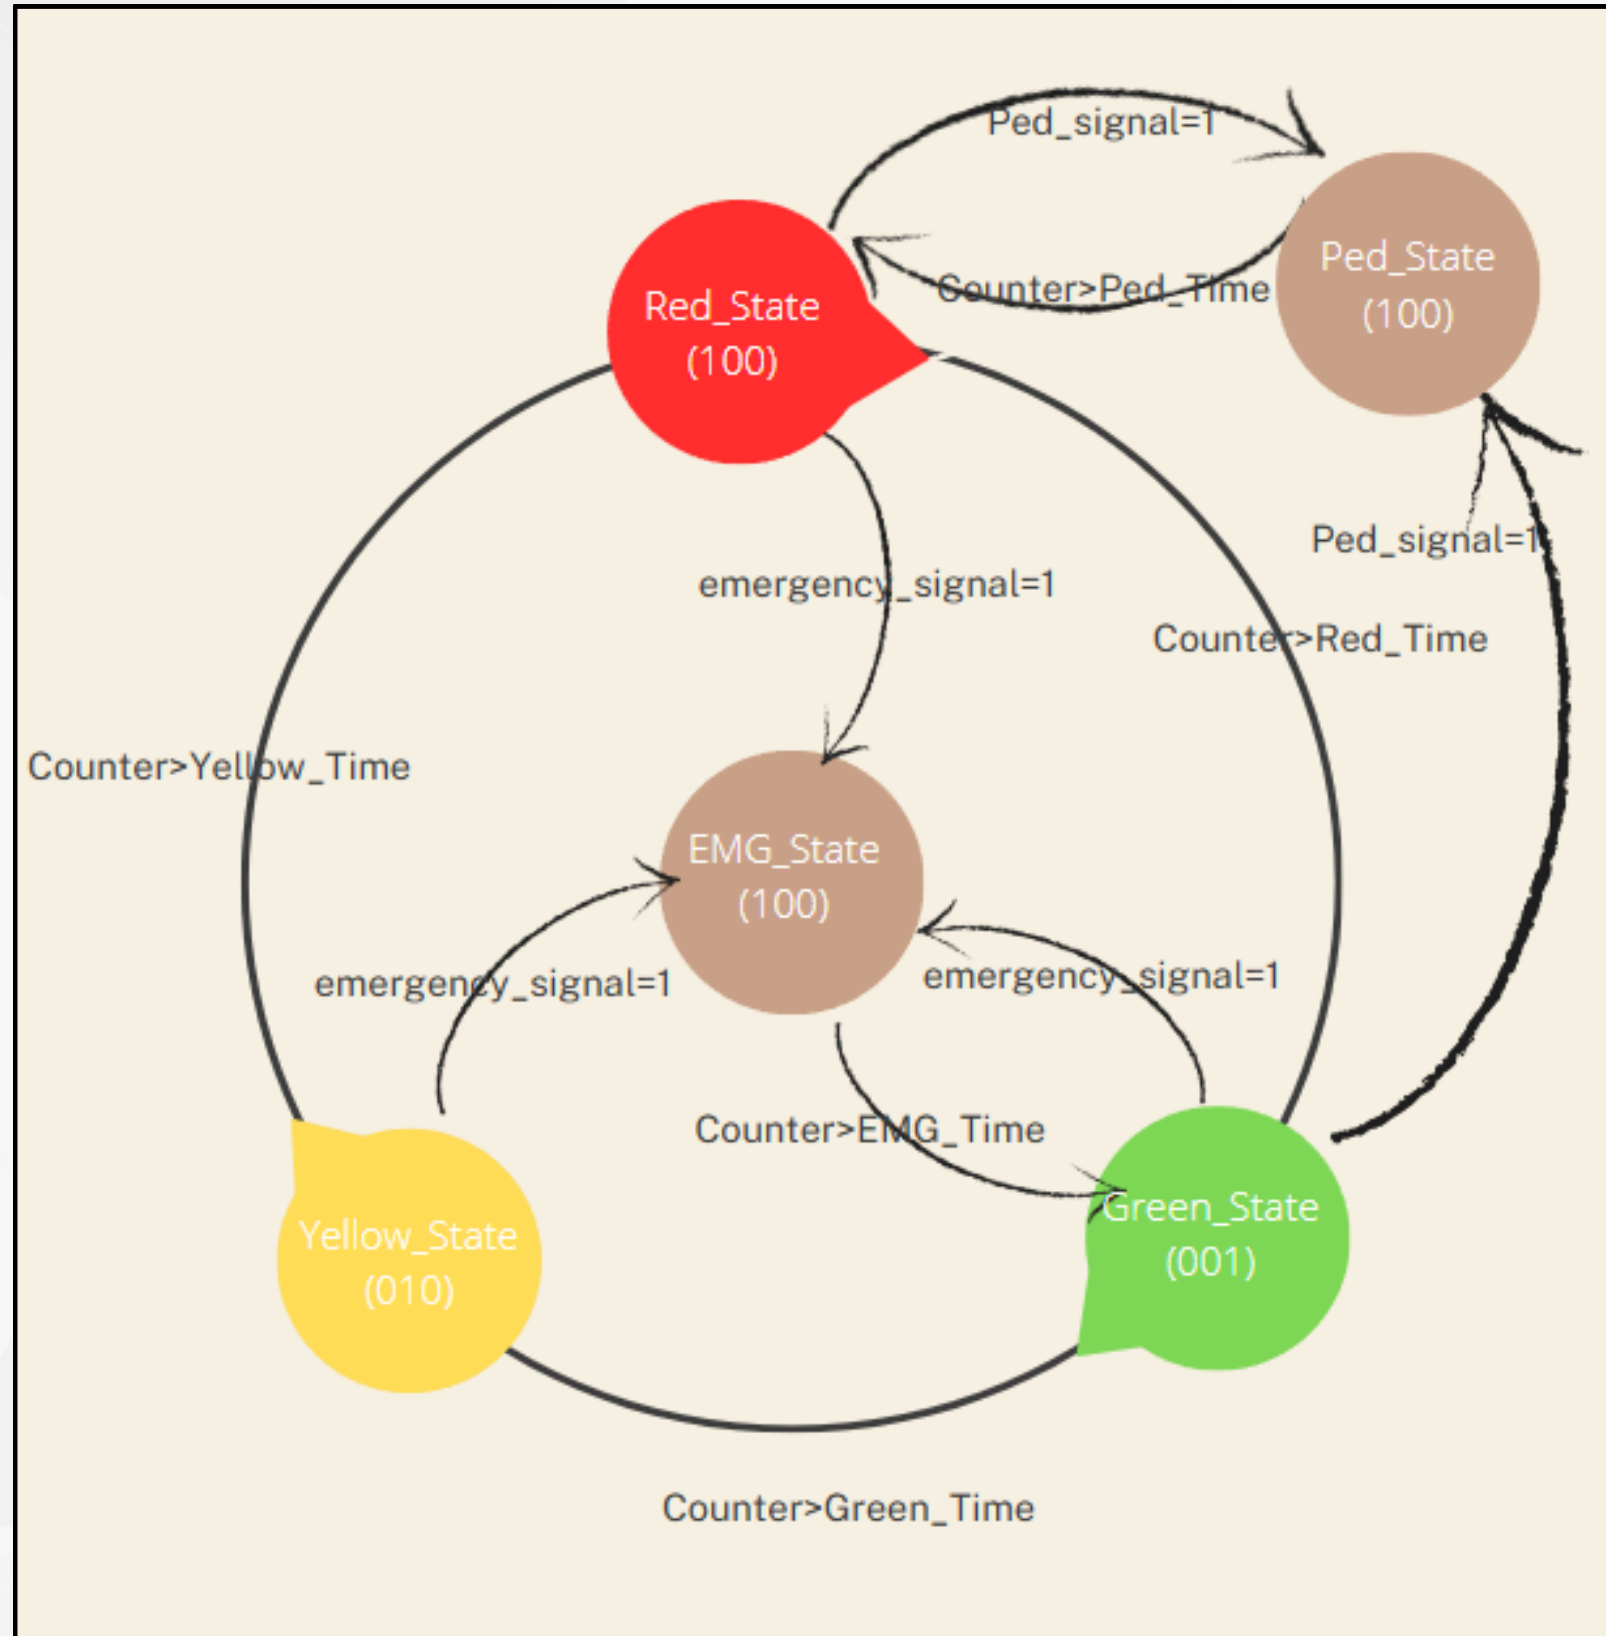 Ped_signal=1
Ped_State
(100)
Counter>Ped_Time
Red_State
(100)
Ped_signal=1
emergency_signal=1
Counter>Red_Time
Counter>Yellow_Time
EMG_State
(100)
emergency_signal=1
emergency_signal=1
Counter>EMG_Time
Green_State
(001)
Yellow_State
(010)
Counter>Green_Time